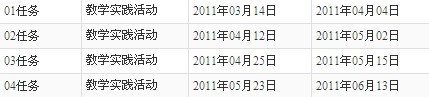 01任务 教学实践活动 2011年03月14日 2011年04月04日
02任务 教学实践活动 2011年04月12日 2011年05月02日
03任务 教学实践活动 2011年04月25日 2011年05月15日
04任务 教学实践活动 2011年05月23日 2011年06月13日